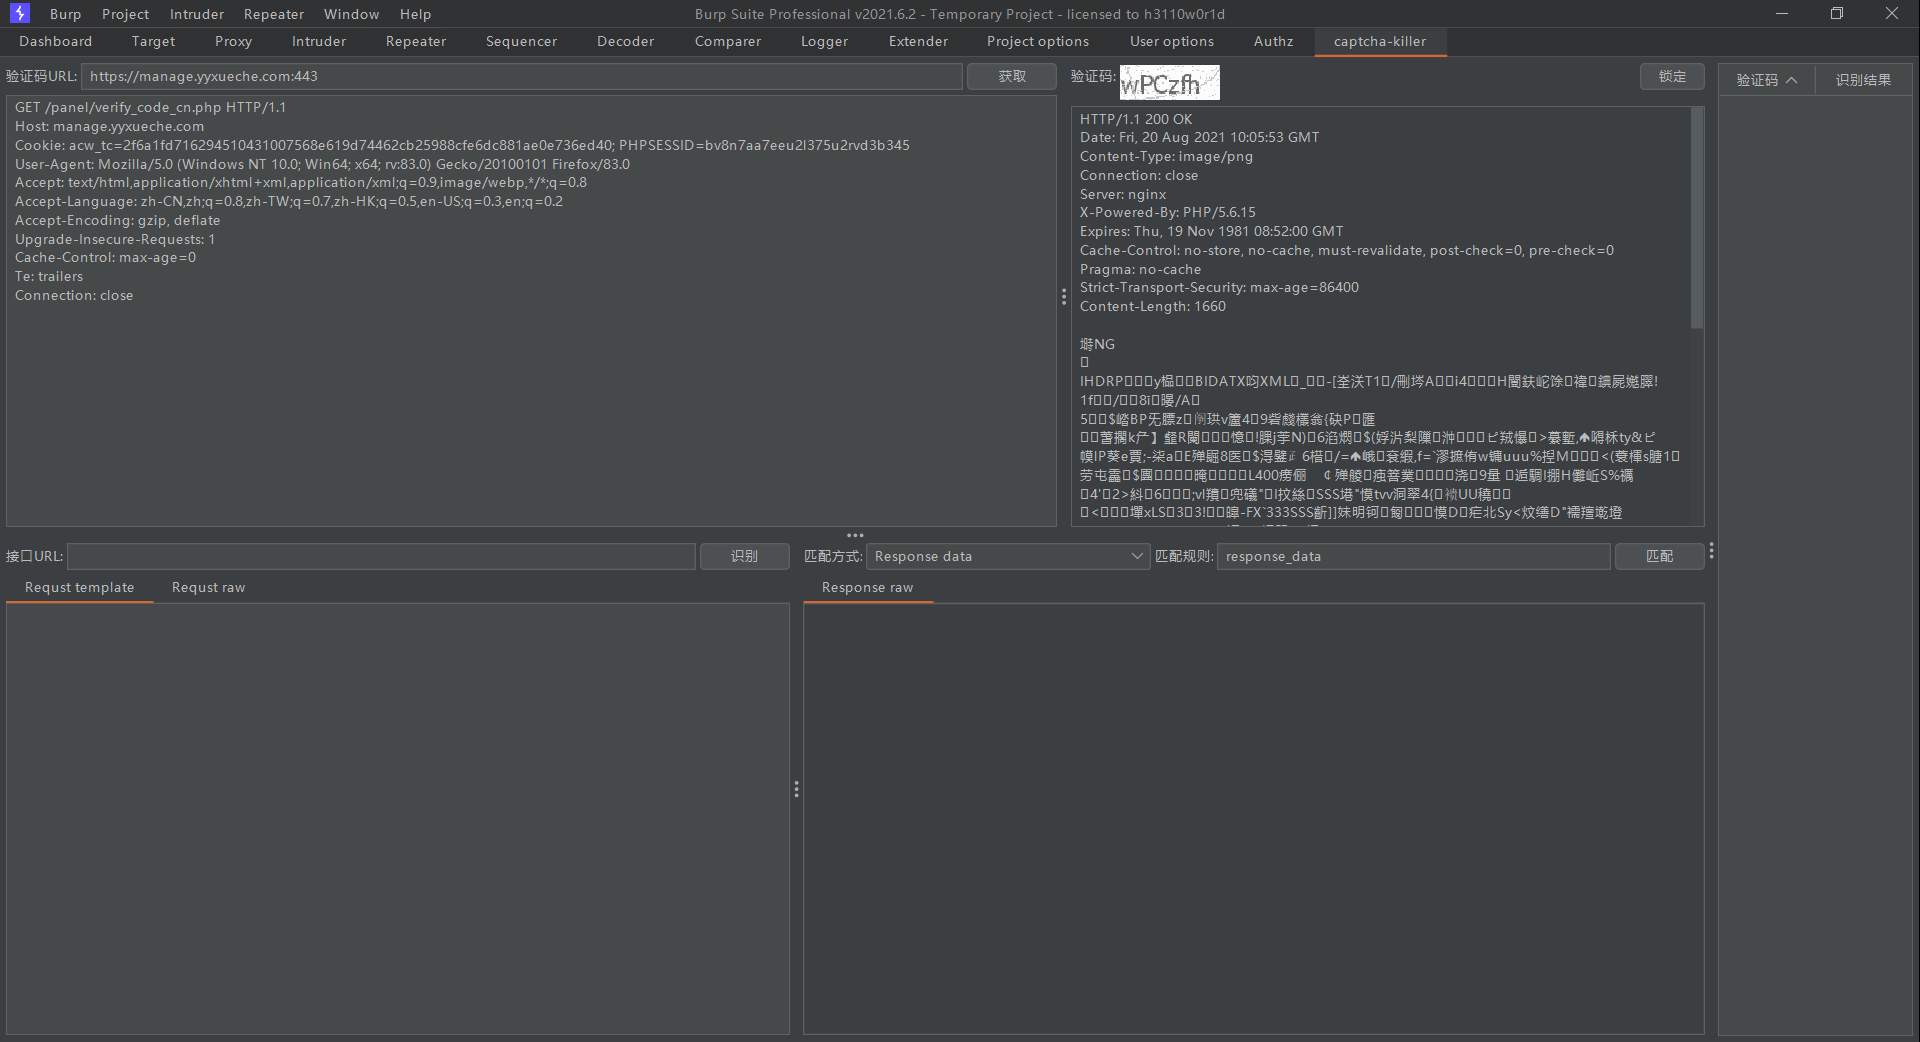 Burp Project Intruder Repeater Window Help
Burp Suite Professional v2021.6.2 - Temporary Project - licensed to h3110w0r1d
Dashboard Target Proxy Intruder Repeater Sequencer Decoder Comparer Logger Extender Project options User options Authz captcha-killer
验证码URL: https://manage.yyxueche.com:443 获取
GET /panel/verify_code_cn.php HTTP/1.1
Host: manage.yyxueche.com
Cookie: acw_tc=2f6a1fd716294510431007568e619d74462cb25988cfe6dc881ae0e736ed40; PHPSESSID=bv8n7aa7eeu2l375u2rvd3b345
User-Agent: Mozilla/5.0 (Windows NT 10.0; Win64; x64; rv:83.0) Gecko/20100101 Firefox/83.0
Accept: text/html,application/xhtml+xml,application/xml;q=0.9,image/webp,*/*;q=0.8
Accept-Language: zh-CN,zh;q=0.8,zh-TW;q=0.7,zh-HK;q=0.5,en-US;q=0.3,en;q=0.2
Accept-Encoding: gzip, deflate
Upgrade-Insecure-Requests: 1
Cache-Control: max-age=0
Te: trailers
Connection: close
验证码: wPCzfh 锁定
HTTP/1.1 200 OK
Date: Fri, 20 Aug 2021 10:05:53 GMT
Content-Type: image/png
Connection: close
Server: nginx
X-Powered-By: PHP/5.6.15
Expires: Thu, 19 Nov 1981 08:52:00 GMT
Cache-Control: no-store, no-cache, must-revalidate, post-check=0, pre-check=0
Pragma: no-cache
Strict-Transport-Security: max-age=86400
Content-Length: 1660
验证码 识别结果
接口URL: 识别
Requst template Requst raw
匹配方式: Response data 匹配规则: response_data 匹配
Response raw